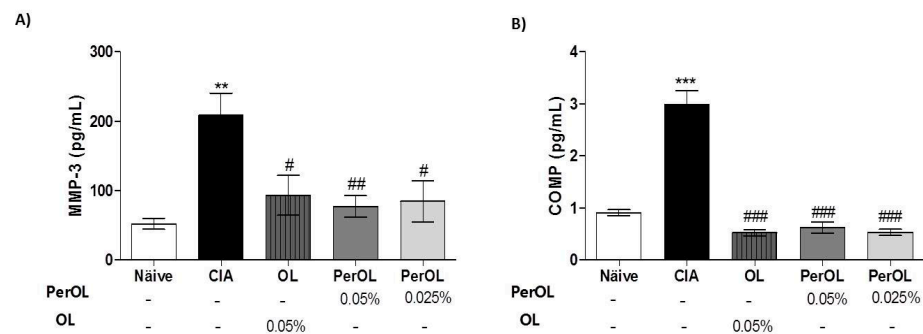 A)
B)
300
200
100
0
MMP-3 (pg/mL)
**
#
##
#
Näive CIA OL PerOL PerOL
PerOL - - - 0.05% 0.025%
OL - - 0.05% - -
4
3
2
1
0
COMP (pg/mL)
***
###
###
###
Näive CIA OL PerOL PerOL
PerOL - - - 0.05% 0.025%
OL - - 0.05% - -